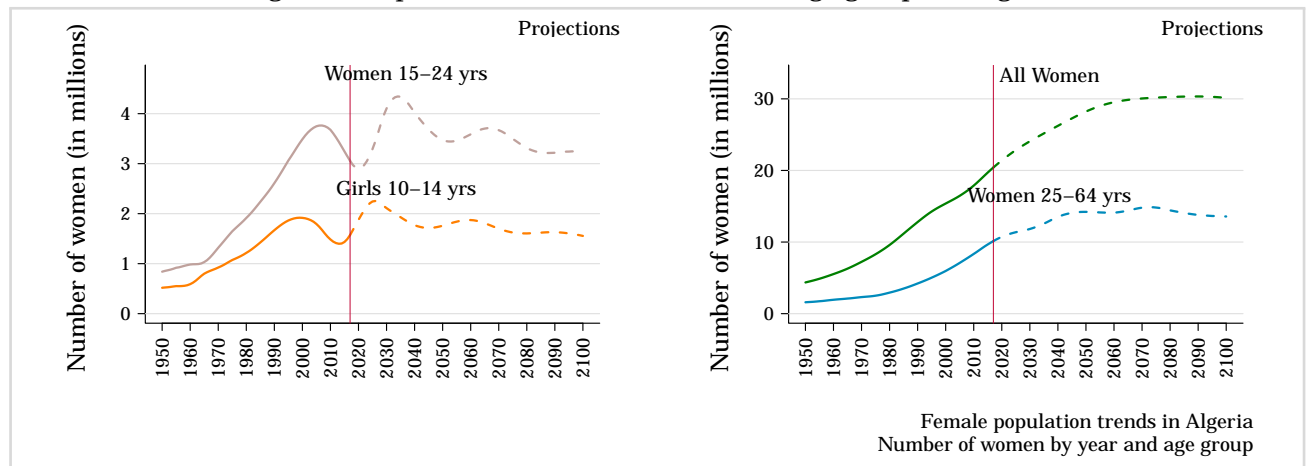 Projections
Number of women (in millions)
Women 15–24 yrs
Girls 10–14 yrs
4
3
2
1
0
1950 1960 1970 1980 1990 2000 2010 2020 2030 2040 2050 2060 2070 2080 2090 2100
Projections
Number of women (in millions)
All Women
Women 25–64 yrs
30
20
10
0
1950 1960 1970 1980 1990 2000 2010 2020 2030 2040 2050 2060 2070 2080 2090 2100
Female population trends in Algeria
Number of women by year and age group